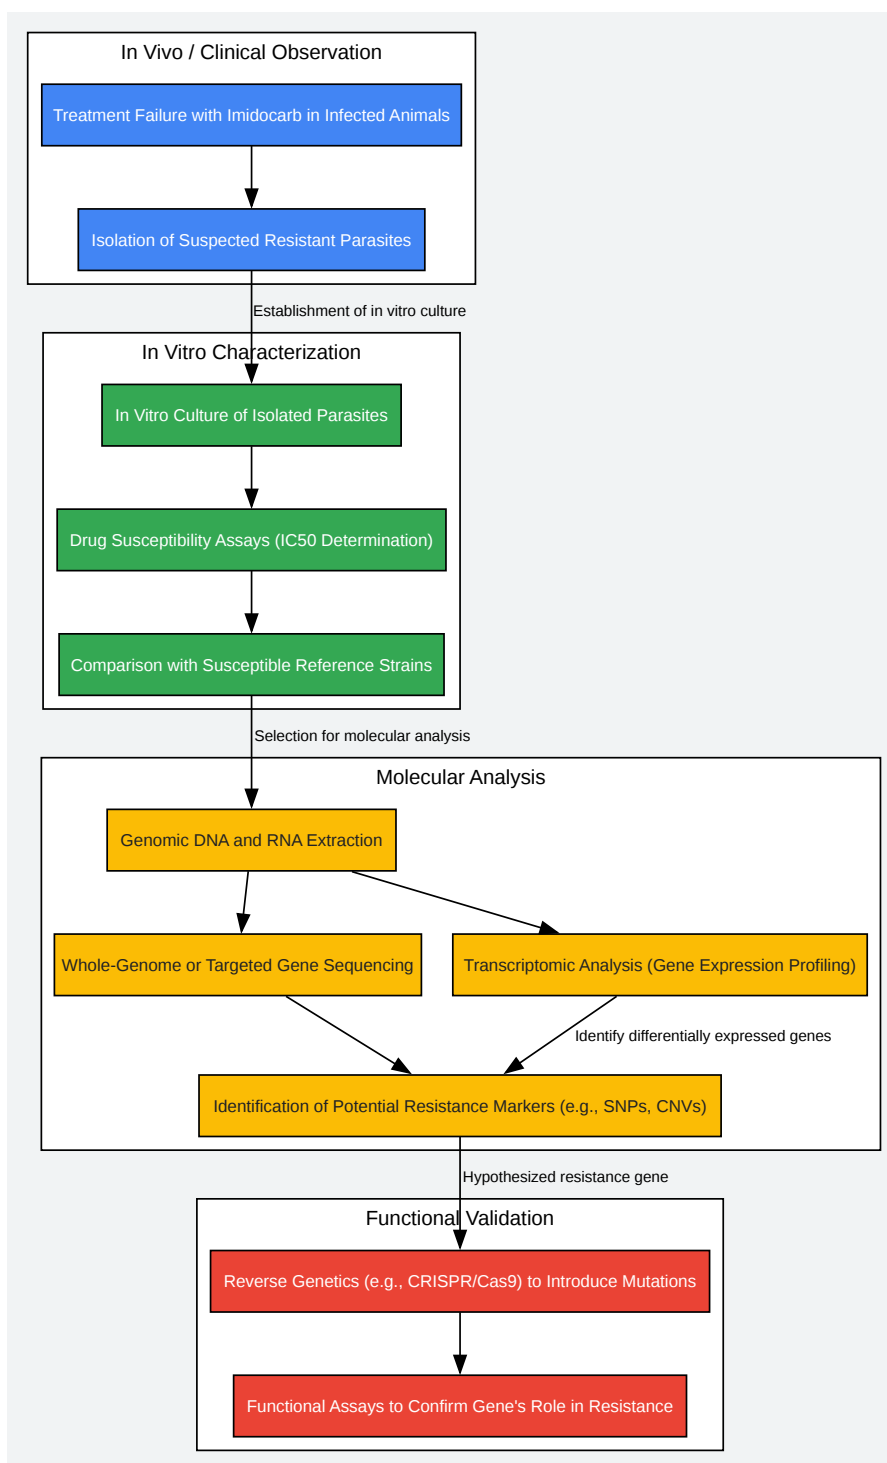 In Vivo / Clinical Observation
Treatment Failure with Imidocarb in Infected Animals
Isolation of Suspected Resistant Parasites
Establishment of in vitro culture
In Vitro Characterization
In Vitro Culture of Isolated Parasites
Drug Susceptibility Assays (IC50 Determination)
Comparison with Susceptible Reference Strains
Selection for molecular analysis
Molecular Analysis
Genomic DNA and RNA Extraction
Whole-Genome or Targeted Gene Sequencing
Transcriptomic Analysis (Gene Expression Profiling)
Identify differentially expressed genes
Identification of Potential Resistance Markers (e.g., SNPs, CNVs)
Hypothesized resistance gene
Functional Validation
Reverse Genetics (e.g., CRISPR/Cas9) to Introduce Mutations
Functional Assays to Confirm Gene's Role in Resistance